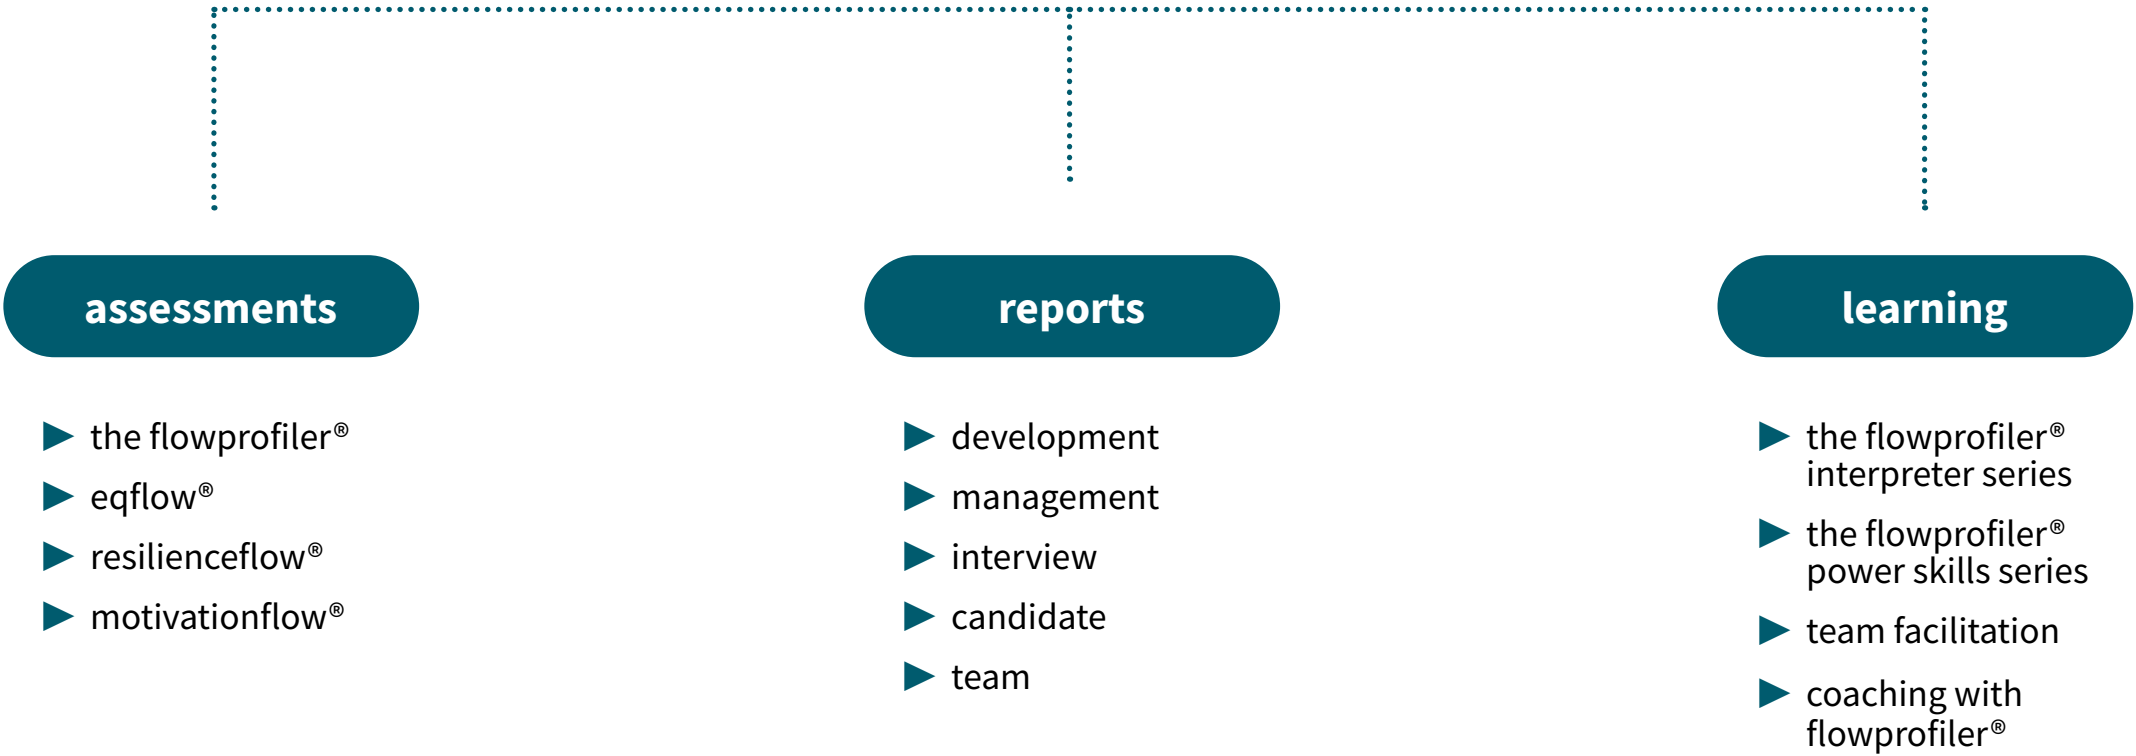 assessments
the flowprofiler®
eqflow®
resilienceflow®
motivationflow®
reports
development
management
interview
candidate
team
learning
the flowprofiler®
interpreter series
the flowprofiler®
power skills series
team facilitation
coaching with
flowprofiler®